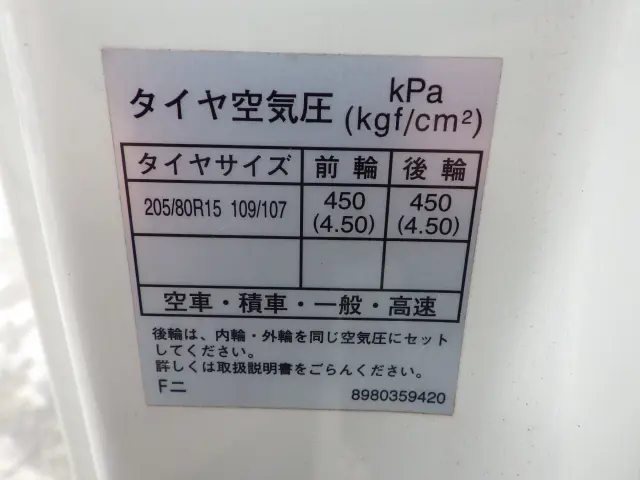 タイヤ空気圧 kPa (kgf/cm²)
タイヤサイズ 前輪 後輪
205/80R15 109/107 450 (4.50) 450 (4.50)
空車・積車・一般・高速
後輪は、内輪・外輪を同じ空気圧にセット
してください。
詳しくは取扱説明書をごらんください。
Fニ 8980359420